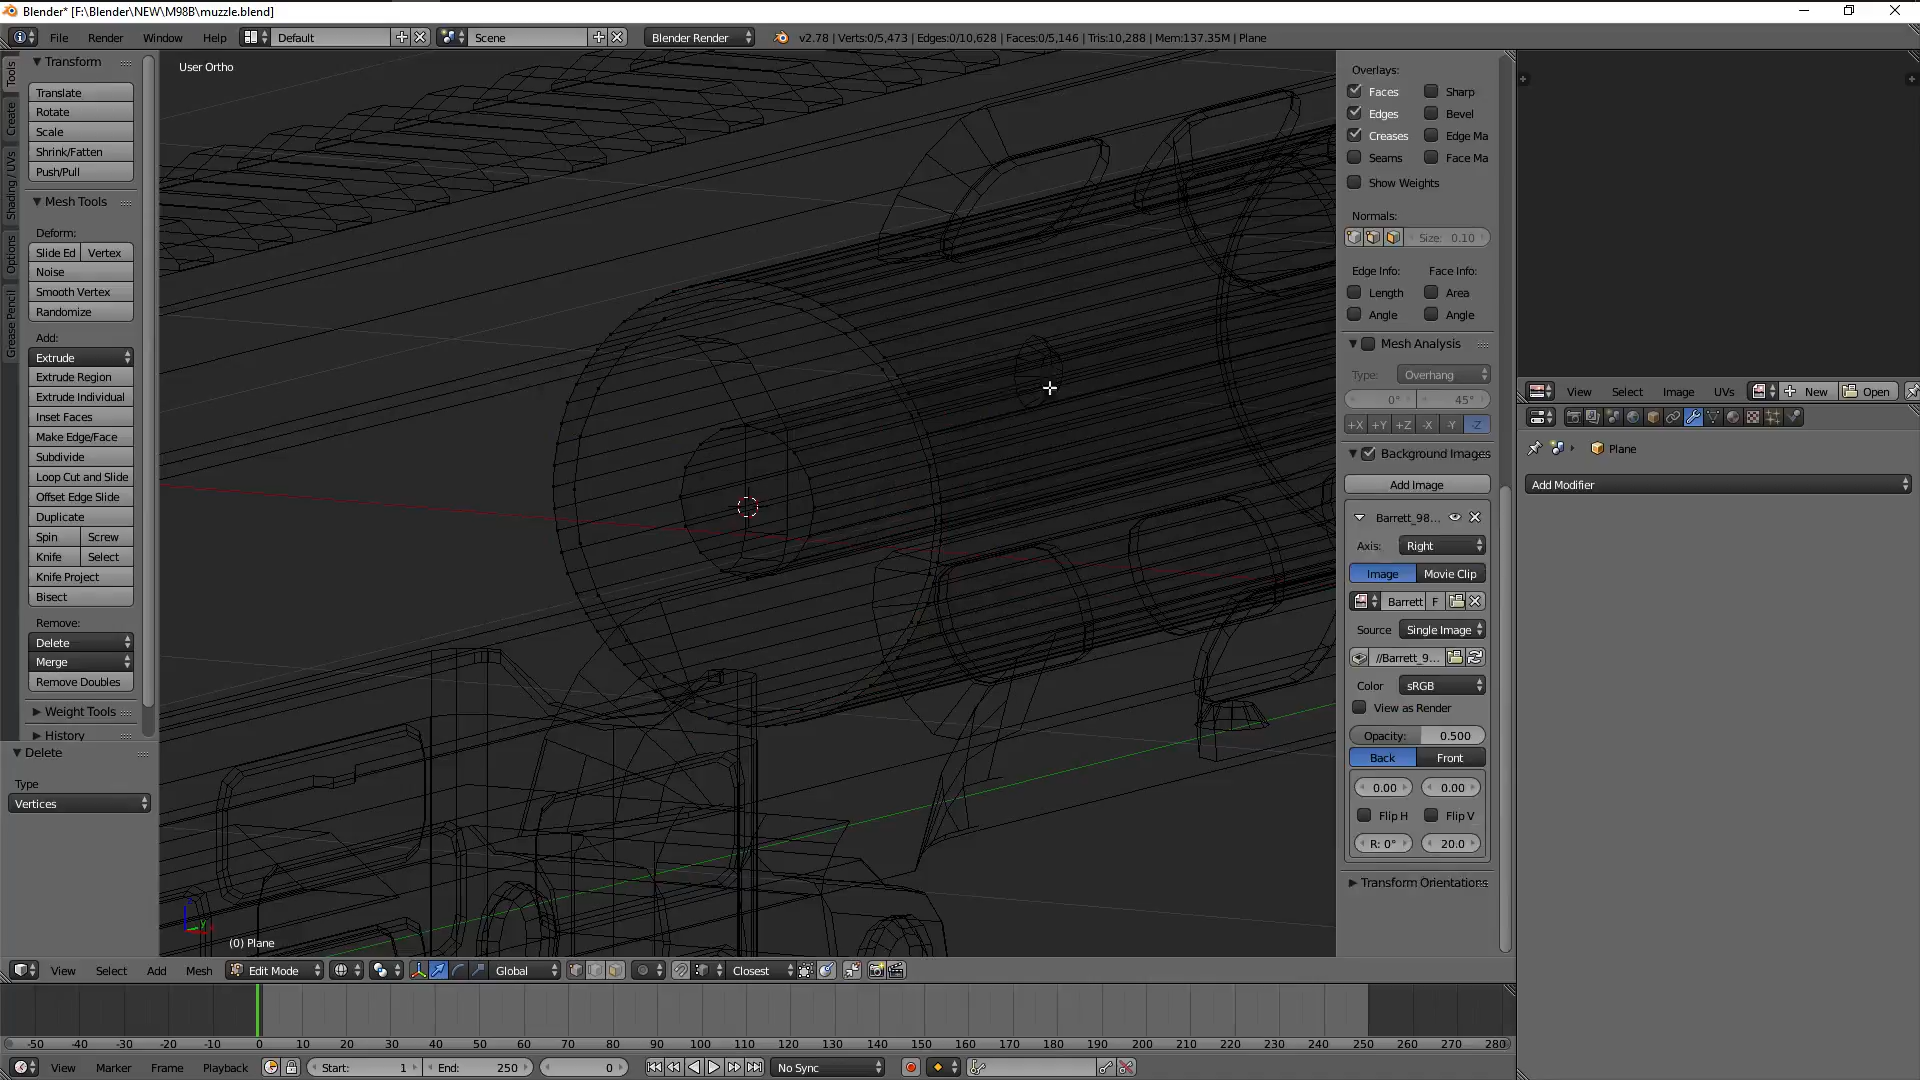 Blender* [F:\Blender\NEW\M98B\muzzle.blend]
File Render Window Help Default Scene Blender Render v2.78 | Verts:0/5,473 | Edges:0/10,628 | Faces:0/5,146 | Tris:10,288 | Mem:137.35M | Plane
Tools
Create
Shading / UVs
Options
Grease Pencil
Transform
Translate
Rotate
Scale
Shrink/Fatten
Push/Pull
Mesh Tools
Deform:
Slide Ed Vertex
Noise
Smooth Vertex
Randomize
Add:
Extrude
Extrude Region
Extrude Individual
Inset Faces
Make Edge/Face
Subdivide
Loop Cut and Slide
Offset Edge Slide
Duplicate
Spin Screw
Knife Select
Knife Project
Bisect
Remove:
Delete
Merge
Remove Doubles
Weight Tools
History
Delete
Type
Vertices
User Ortho
(0) Plane
Overlays:
Faces Sharp
Edges Bevel
Creases Edge Ma
Seams Face Ma
Show Weights
Normals:
Size: 0.10
Edge Info: Face Info:
Length Area
Angle Angle
Mesh Analysis
Type: Overhang
0° 45°
+X +Y +Z -X -Y -Z
Background Images
Add Image
Barrett_98...
Axis: Right
Image Movie Clip
Barrett F
Source Single Image
//Barrett_9...
Color sRGB
View as Render
Opacity: 0.500
Back Front
0.00 0.00
Flip H Flip V
R: 0° 20.0
Transform Orientations
View Select Image UVs New Open
Plane
Add Modifier
View Select Add Mesh Edit Mode Global Closest
-50 -40 -30 -20 -10 0 10 20 30 40 50 60 70 80 90 100 110 120 130 140 150 160 170 180 190 200 210 220 230 240 250 260 270 280
View Marker Frame Playback Start: 1 End: 250 0 No Sync